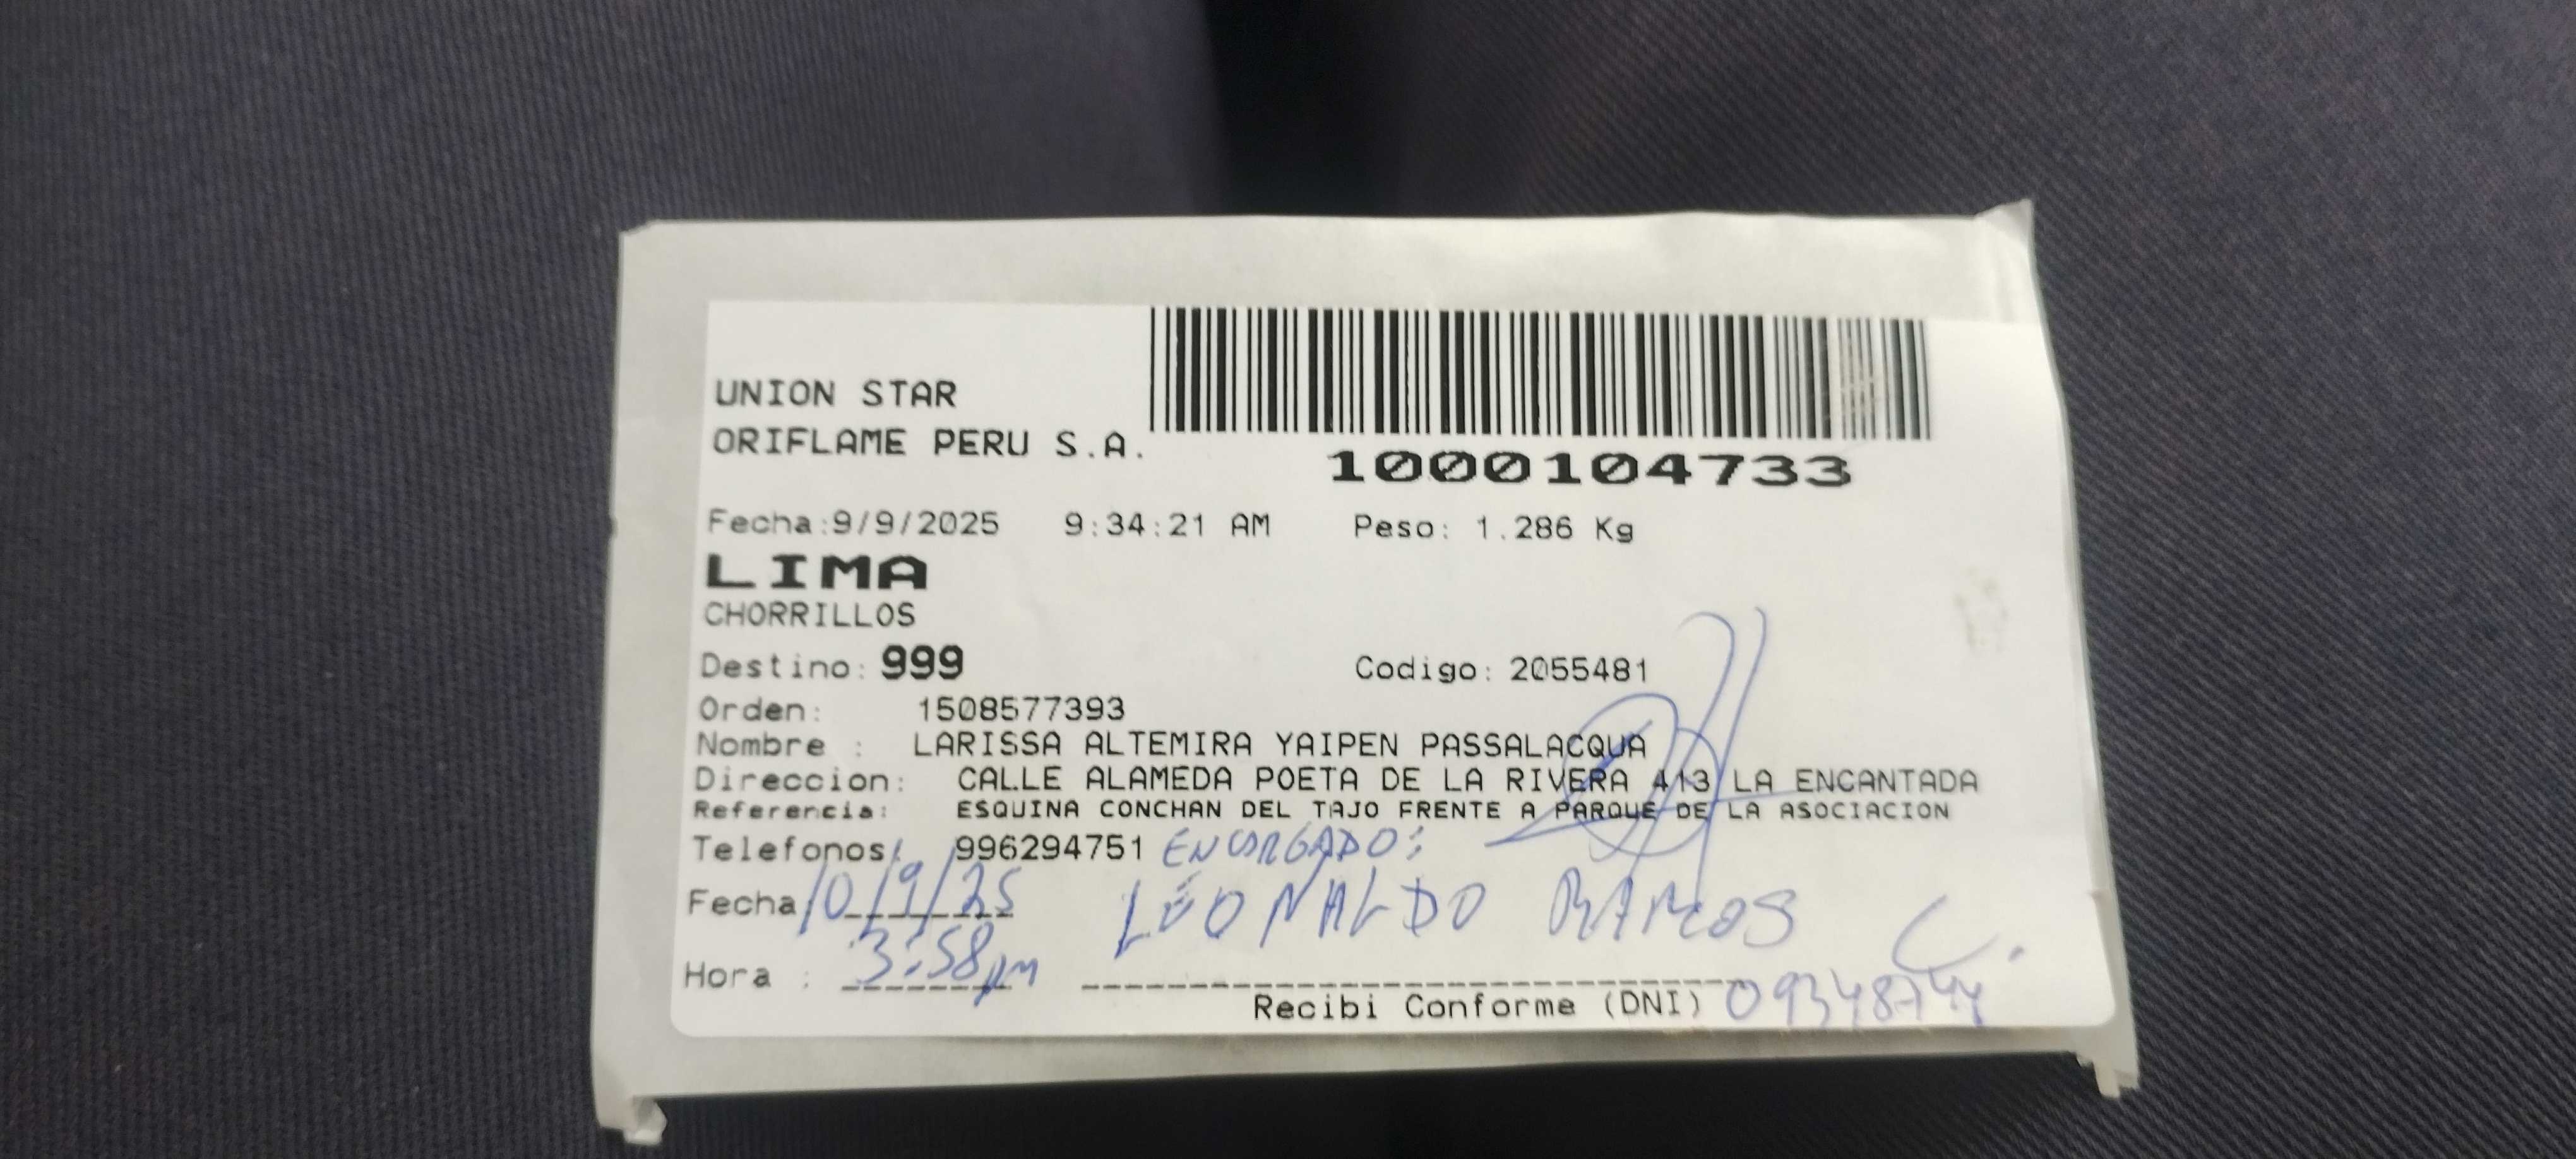 UNION STAR
ORIFLAME PERU S.A.
1000104733
Fecha:9/9/2025 9:34:21 AM Peso: 1.286 Kg
LIMA
CHORRILLOS
Destino: 999 Codigo: 2055481
Orden: 1508577393
Nombre : LARISSA ALTEMIRA YAIPEN PASSALACQUA
Direccion: CALLE ALAMEDA POETA DE LA RIVERA 413 LA ENCANTADA
Referencia: ESQUINA CONCHAN DEL TAJO FRENTE A PARQUE DE LA ASOCIACION
Telefonos: 996294751 ENCARGADO:
Fecha 10/9/25 LEONALDO RAMOS C.
Hora : 3:58pm
Recibi Conforme (DNI) 09348744